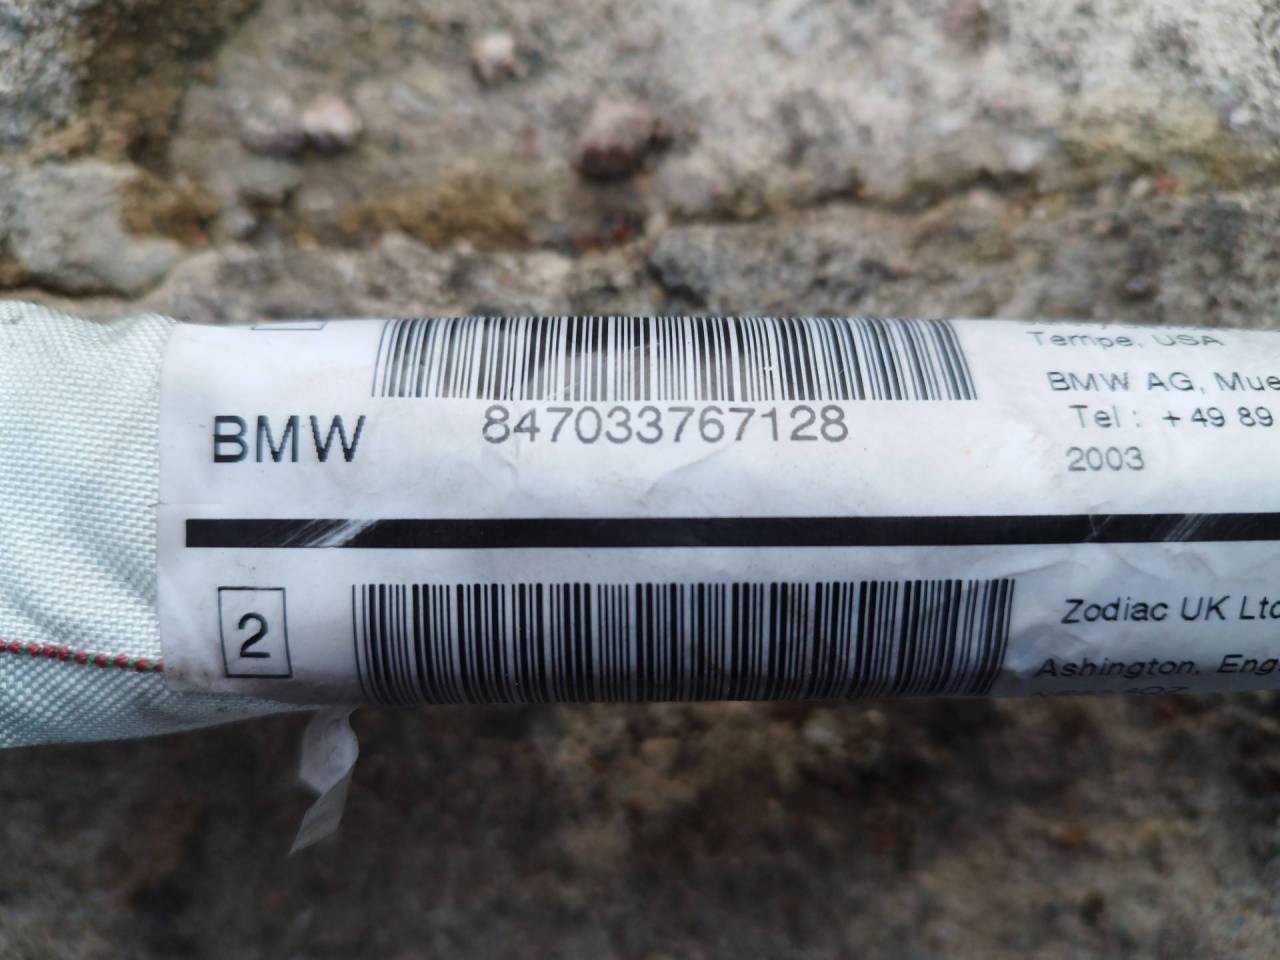 Tempe, USA
BMW AG, Mue
BMW 847033767128
Tel : +49 89
2003
2
Zodiac UK Ltd
Ashington, Eng